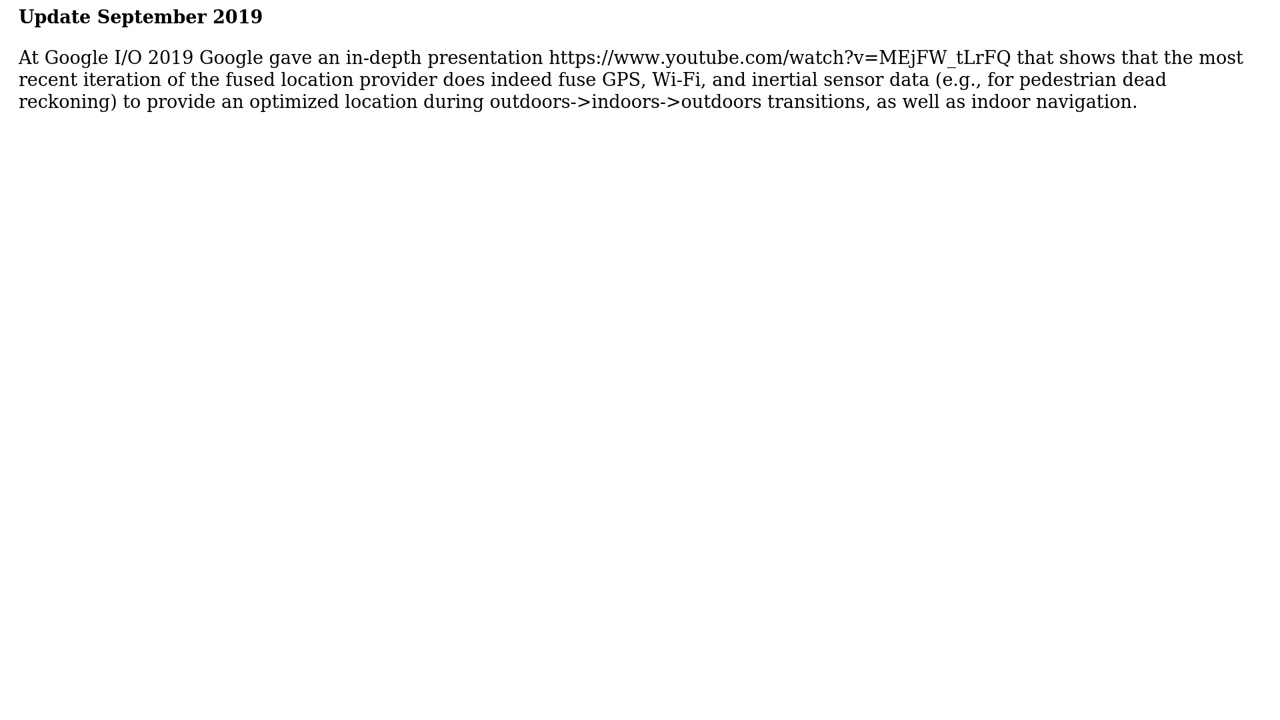 Update September 2019
At Google I/O 2019 Google gave an in-depth presentation https://www.youtube.com/watch?v=MEjFW_tLrFQ that shows that the most
recent iteration of the fused location provider does indeed fuse GPS, Wi-Fi, and inertial sensor data (e.g., for pedestrian dead
reckoning) to provide an optimized location during outdoors->indoors->outdoors transitions, as well as indoor navigation.